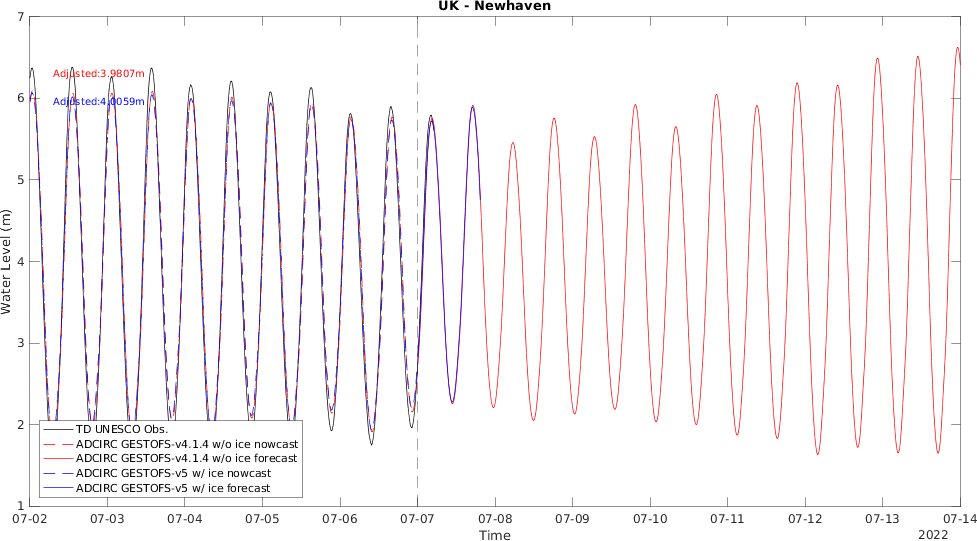 UK - Newhaven
7
Adjusted:3.9807m
6
Adjusted:4.0059m
5
4
3
2
1
Water Level (m)
TD UNESCO Obs.
ADCIRC GESTOFS-v4.1.4 w/o ice nowcast
ADCIRC GESTOFS-v4.1.4 w/o ice forecast
ADCIRC GESTOFS-v5 w/ ice nowcast
ADCIRC GESTOFS-v5 w/ ice forecast
07-02 07-03 07-04 07-05 07-06 07-07 07-08 07-09 07-10 07-11 07-12 07-13 07-14
Time
2022